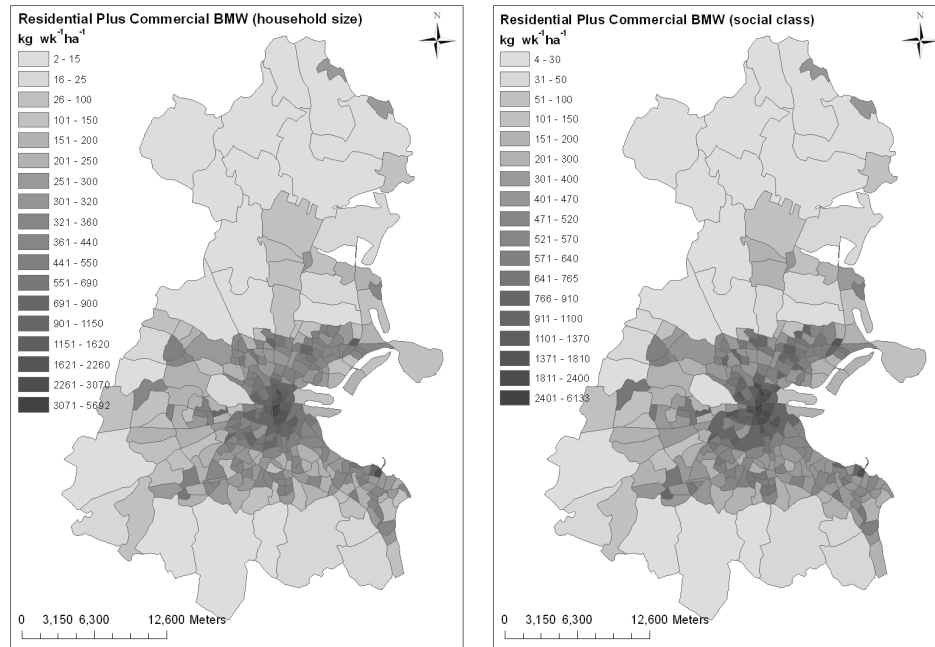 Residential Plus Commercial BMW (household size)
kg wk⁻¹ha⁻¹
2 - 15
16 - 25
26 - 100
101 - 150
151 - 200
201 - 250
251 - 300
301 - 320
321 - 360
361 - 440
441 - 550
551 - 690
691 - 900
901 - 1150
1151 - 1620
1621 - 2260
2261 - 3070
3071 - 5692
N
0 3,150 6,300 12,600 Meters
Residential Plus Commercial BMW (social class)
kg wk⁻¹ha⁻¹
4 - 30
31 - 50
51 - 100
101 - 150
151 - 200
201 - 300
301 - 400
401 - 470
471 - 520
521 - 570
571 - 640
641 - 765
766 - 910
911 - 1100
1101 - 1370
1371 - 1810
1811 - 2400
2401 - 6133
N
0 3,150 6,300 12,600 Meters